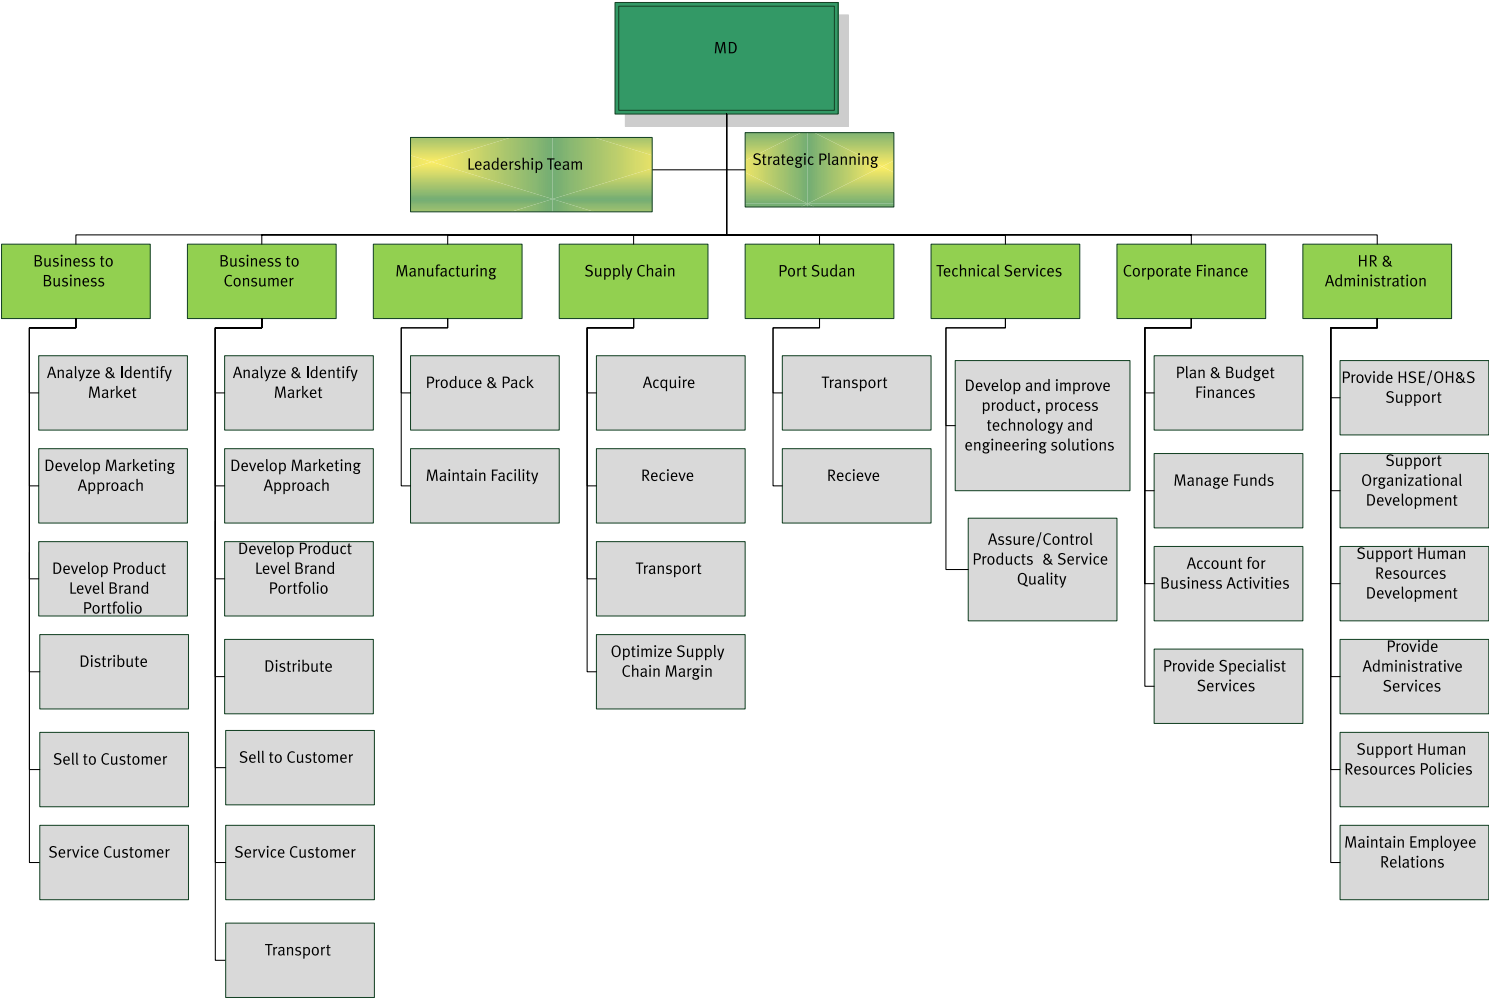 MD
Leadership Team
Strategic Planning
Business to
Business
Business to
Consumer
Manufacturing
Supply Chain
Port Sudan
Technical Services
Corporate Finance
HR &
Administration
Analyze & Identify
Market
Develop Marketing
Approach
Develop Product
Level Brand
Portfolio
Distribute
Sell to Customer
Service Customer
Analyze & Identify
Market
Develop Marketing
Approach
Develop Product
Level Brand
Portfolio
Distribute
Sell to Customer
Service Customer
Transport
Produce & Pack
Maintain Facility
Acquire
Recieve
Transport
Optimize Supply
Chain Margin
Transport
Recieve
Develop and improve
product, process
technology and
engineering solutions
Assure/Control
Products & Service
Quality
Plan & Budget
Finances
Manage Funds
Account for
Business Activities
Provide Specialist
Services
Provide HSE/OH&S
Support
Support
Organizational
Development
Support Human
Resources
Development
Provide
Administrative
Services
Support Human
Resources Policies
Maintain Employee
Relations